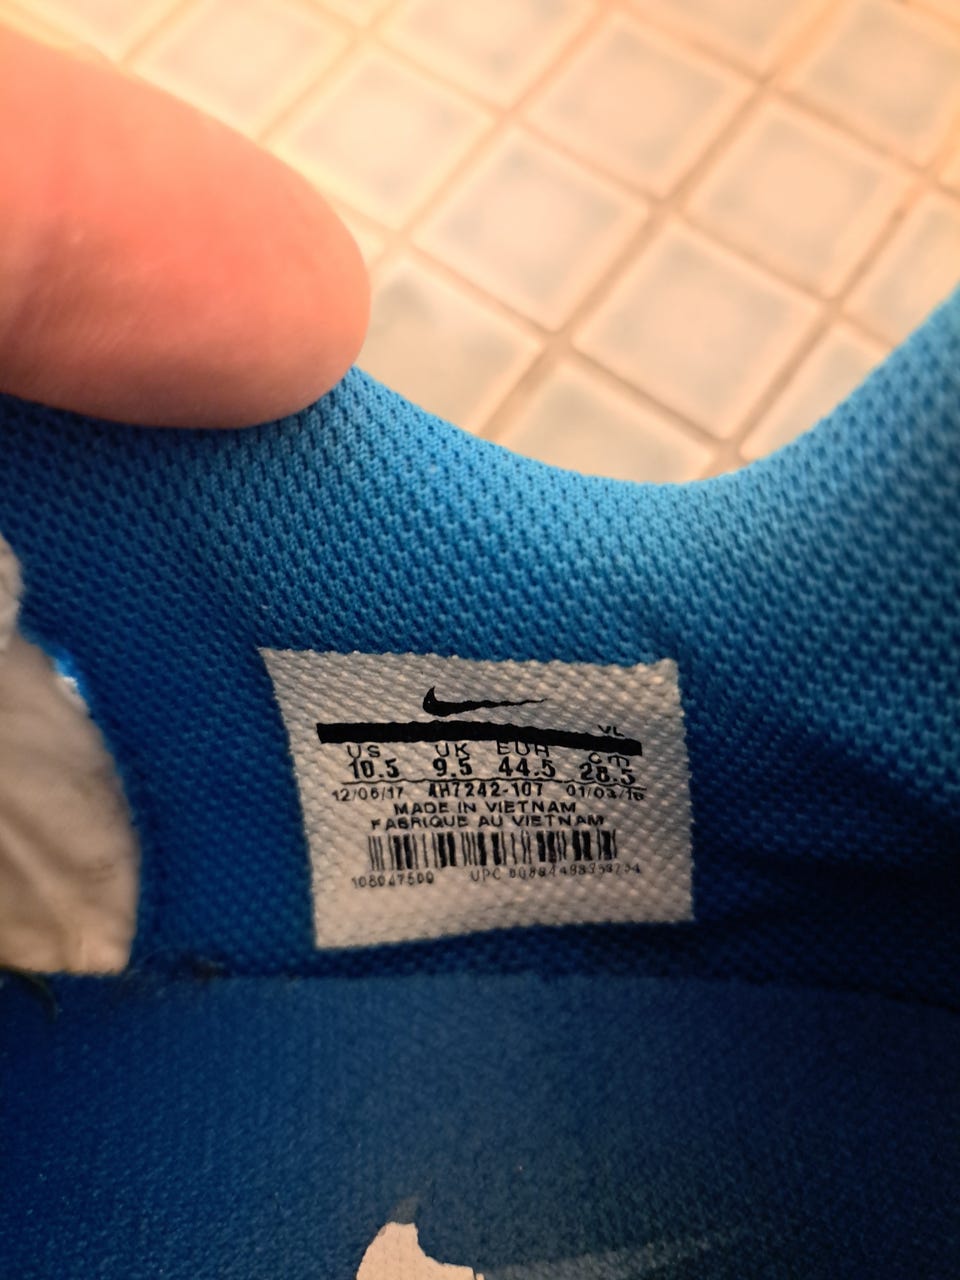 VL
US UK EUR cm
10.5 9.5 44.5 28.5
12/06/17 AH7242-107 01/03/18
MADE IN VIETNAM
FABRIQUE AU VIETNAM
108047500 UPC